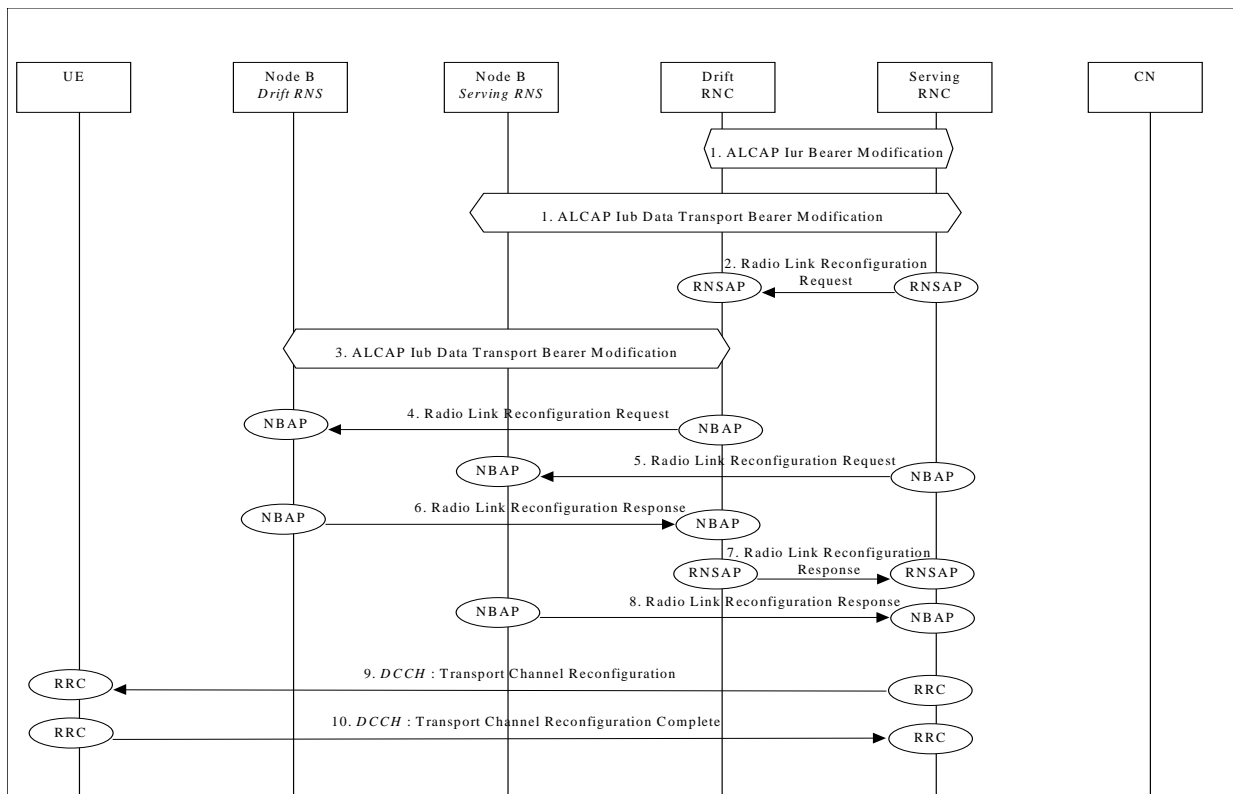 UE
Node B
Drift RNS
Node B
Serving RNS
Drift
RNC
Serving
RNC
CN
1. ALCAP Iur Bearer Modification
1. ALCAP Iub Data Transport Bearer Modification
2. Radio Link Reconfiguration
Request
RNSAP
RNSAP
3. ALCAP Iub Data Transport Bearer Modification
NBAP
4. Radio Link Reconfiguration Request
NBAP
NBAP
5. Radio Link Reconfiguration Request
NBAP
NBAP
6. Radio Link Reconfiguration Response
NBAP
RNSAP
7. Radio Link Reconfiguration
Response
RNSAP
NBAP
8. Radio Link Reconfiguration Response
NBAP
RRC
9. DCCH : Transport Channel Reconfiguration
RRC
RRC
10. DCCH : Transport Channel Reconfiguration Complete
RRC